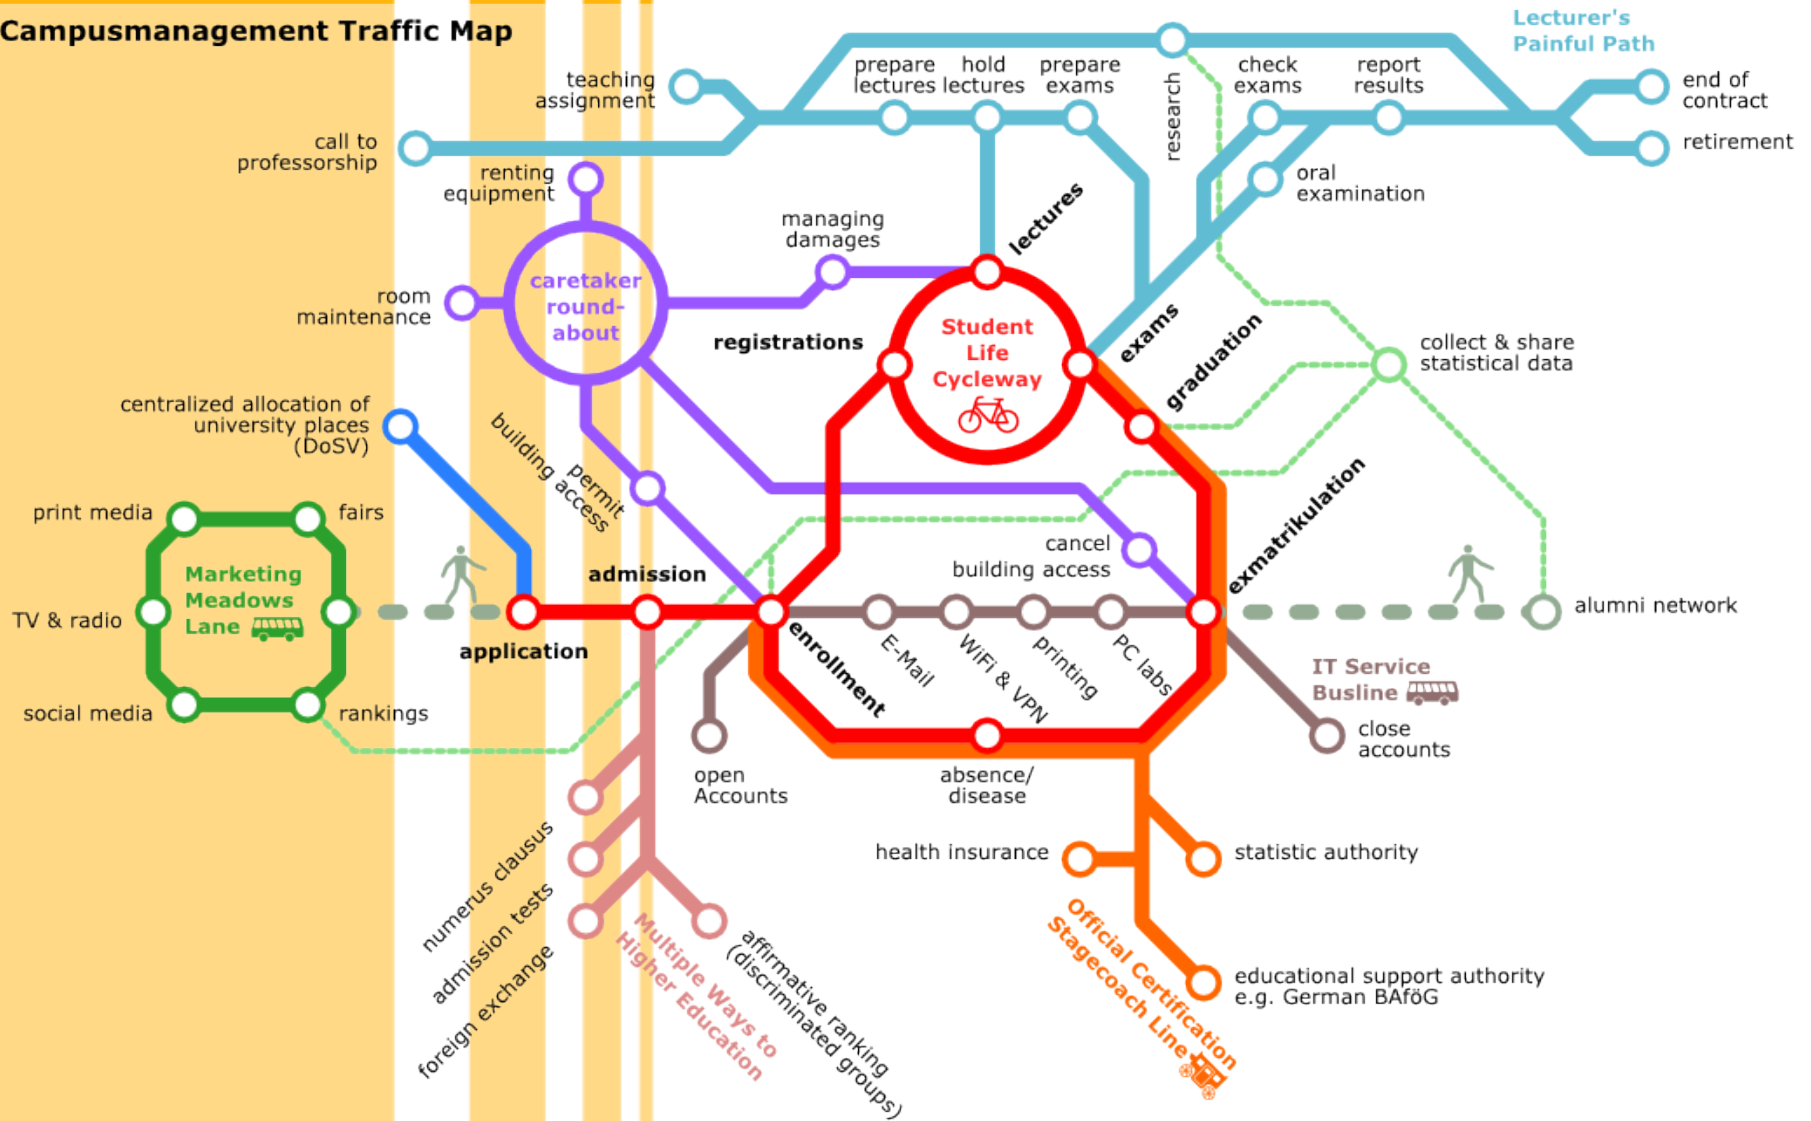 Campusmanagement Traffic Map
Lecturer's
Painful Path
teaching
assignment
prepare
lectures
hold
lectures
prepare
exams
research
check
exams
report
results
end of
contract
call to
professorship
retirement
renting
equipment
oral
examination
managing
damages
lectures
caretaker
round-
about
room
maintenance
registrations
Student
Life
Cycleway
exams
graduation
collect & share
statistical data
centralized allocation of
university places
(DoSV)
permit
building access
exmatrikulation
print media
fairs
cancel
building access
Marketing
Meadows
Lane
admission
TV & radio
alumni network
application
enrollment
E-Mail
WiFi & VPN
printing
PC labs
IT Service
Busline
social media
rankings
close
accounts
open
Accounts
absence/
disease
numerus clausus
health insurance
statistic authority
admission tests
foreign exchange
Multiple Ways to
Higher Education
affirmative ranking
(discriminated groups)
Official Certification
Stagecoach Line
educational support authority
e.g. German BAföG